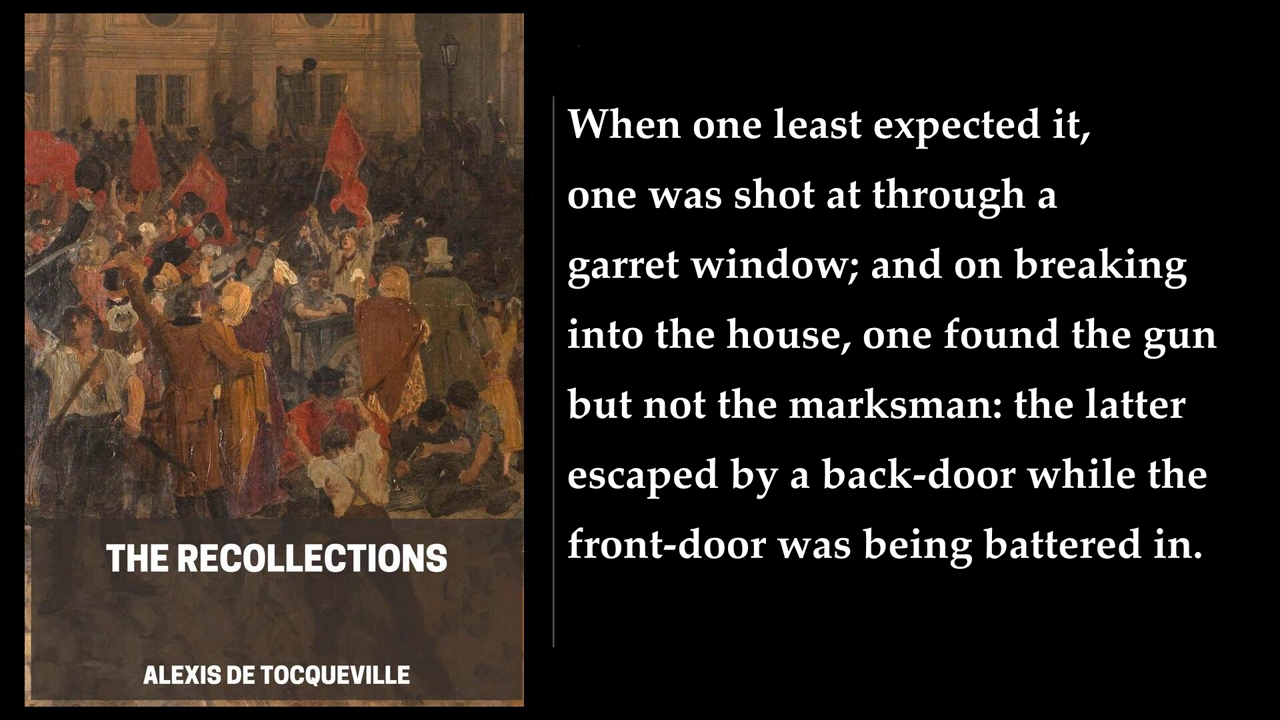 When one least expected it,
one was shot at through a
garret window; and on breaking
into the house, one found the gun
but not the marksman: the latter
escaped by a back-door while the
front-door was being battered in.
THE RECOLLECTIONS
ALEXIS DE TOCQUEVILLE